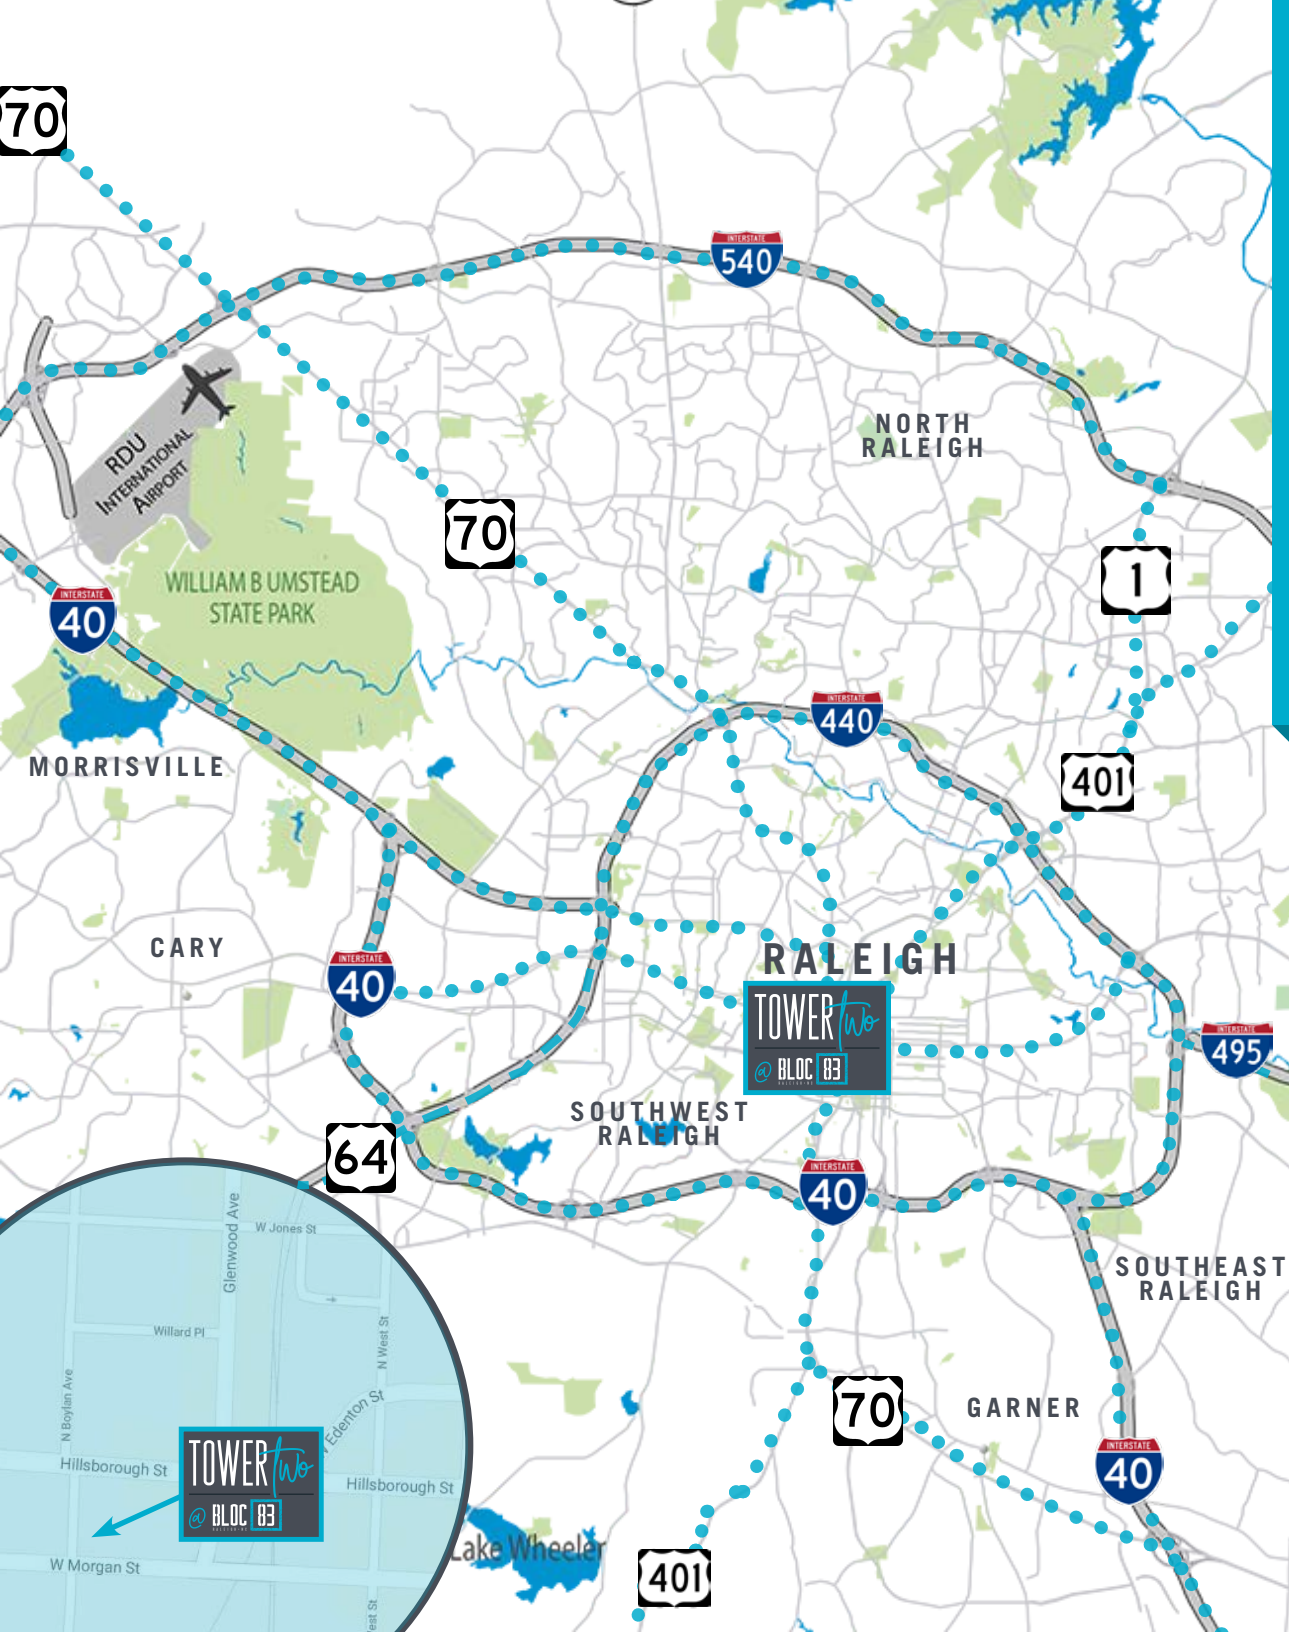 70
INTERSTATE
540
RDU
INTERNATIONAL
AIRPORT
NORTH
RALEIGH
70
1
INTERSTATE
40
WILLIAM B UMSTEAD
STATE PARK
INTERSTATE
440
MORRISVILLE
401
CARY
RALEIGH
INTERSTATE
40
TOWER two
@ BLOC 83
INTERSTATE
495
SOUTHWEST
RALEIGH
64
INTERSTATE
40
SOUTHEAST
RALEIGH
70
GARNER
INTERSTATE
40
Lake Wheeler
401
Glenwood Ave
W Jones St
Willard Pl
N West St
N Boylan Ave
W Edenton St
Hillsborough St
TOWER two
@ BLOC 83
Hillsborough St
W Morgan St